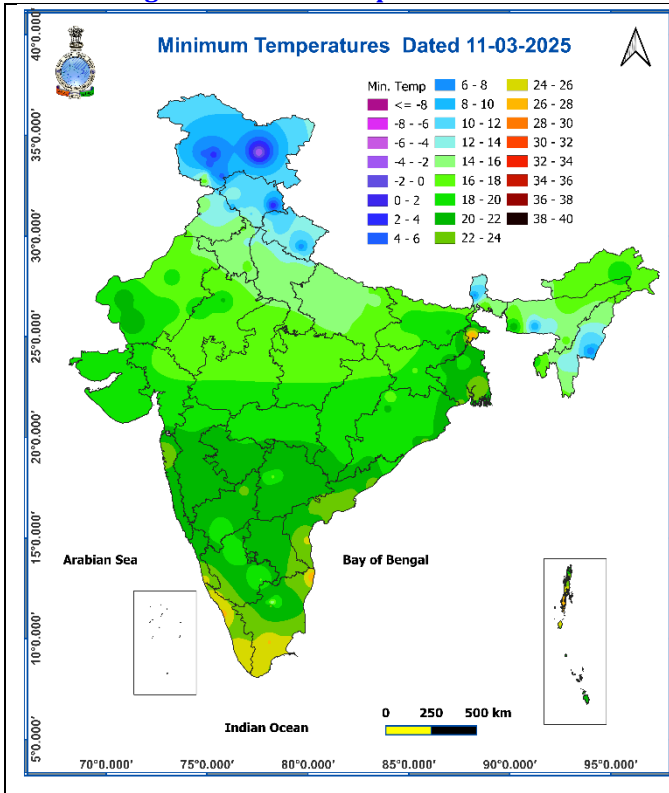 Minimum Temperatures Dated 11-03-2025
Min. Temp
<= -8
-8 - -6
-6 - -4
-4 - -2
-2 - 0
0 - 2
2 - 4
4 - 6
6 - 8
8 - 10
10 - 12
12 - 14
14 - 16
16 - 18
18 - 20
20 - 22
22 - 24
24 - 26
26 - 28
28 - 30
30 - 32
32 - 34
34 - 36
36 - 38
38 - 40
40°0.000'
35°0.000'
30°0.000'
25°0.000'
20°0.000'
15°0.000'
10°0.000'
5°0.000'
Arabian Sea
Bay of Bengal
Indian Ocean
0 250 500 km
70°0.000' 75°0.000' 80°0.000' 85°0.000' 90°0.000' 95°0.000'